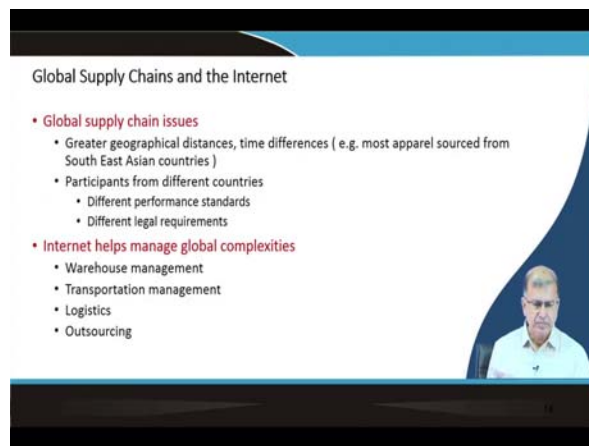 Global Supply Chains and the Internet
• Global supply chain issues
• Greater geographical distances, time differences ( e.g. most apparel sourced from
South East Asian countries )
• Participants from different countries
• Different performance standards
• Different legal requirements
• Internet helps manage global complexities
• Warehouse management
• Transportation management
• Logistics
• Outsourcing